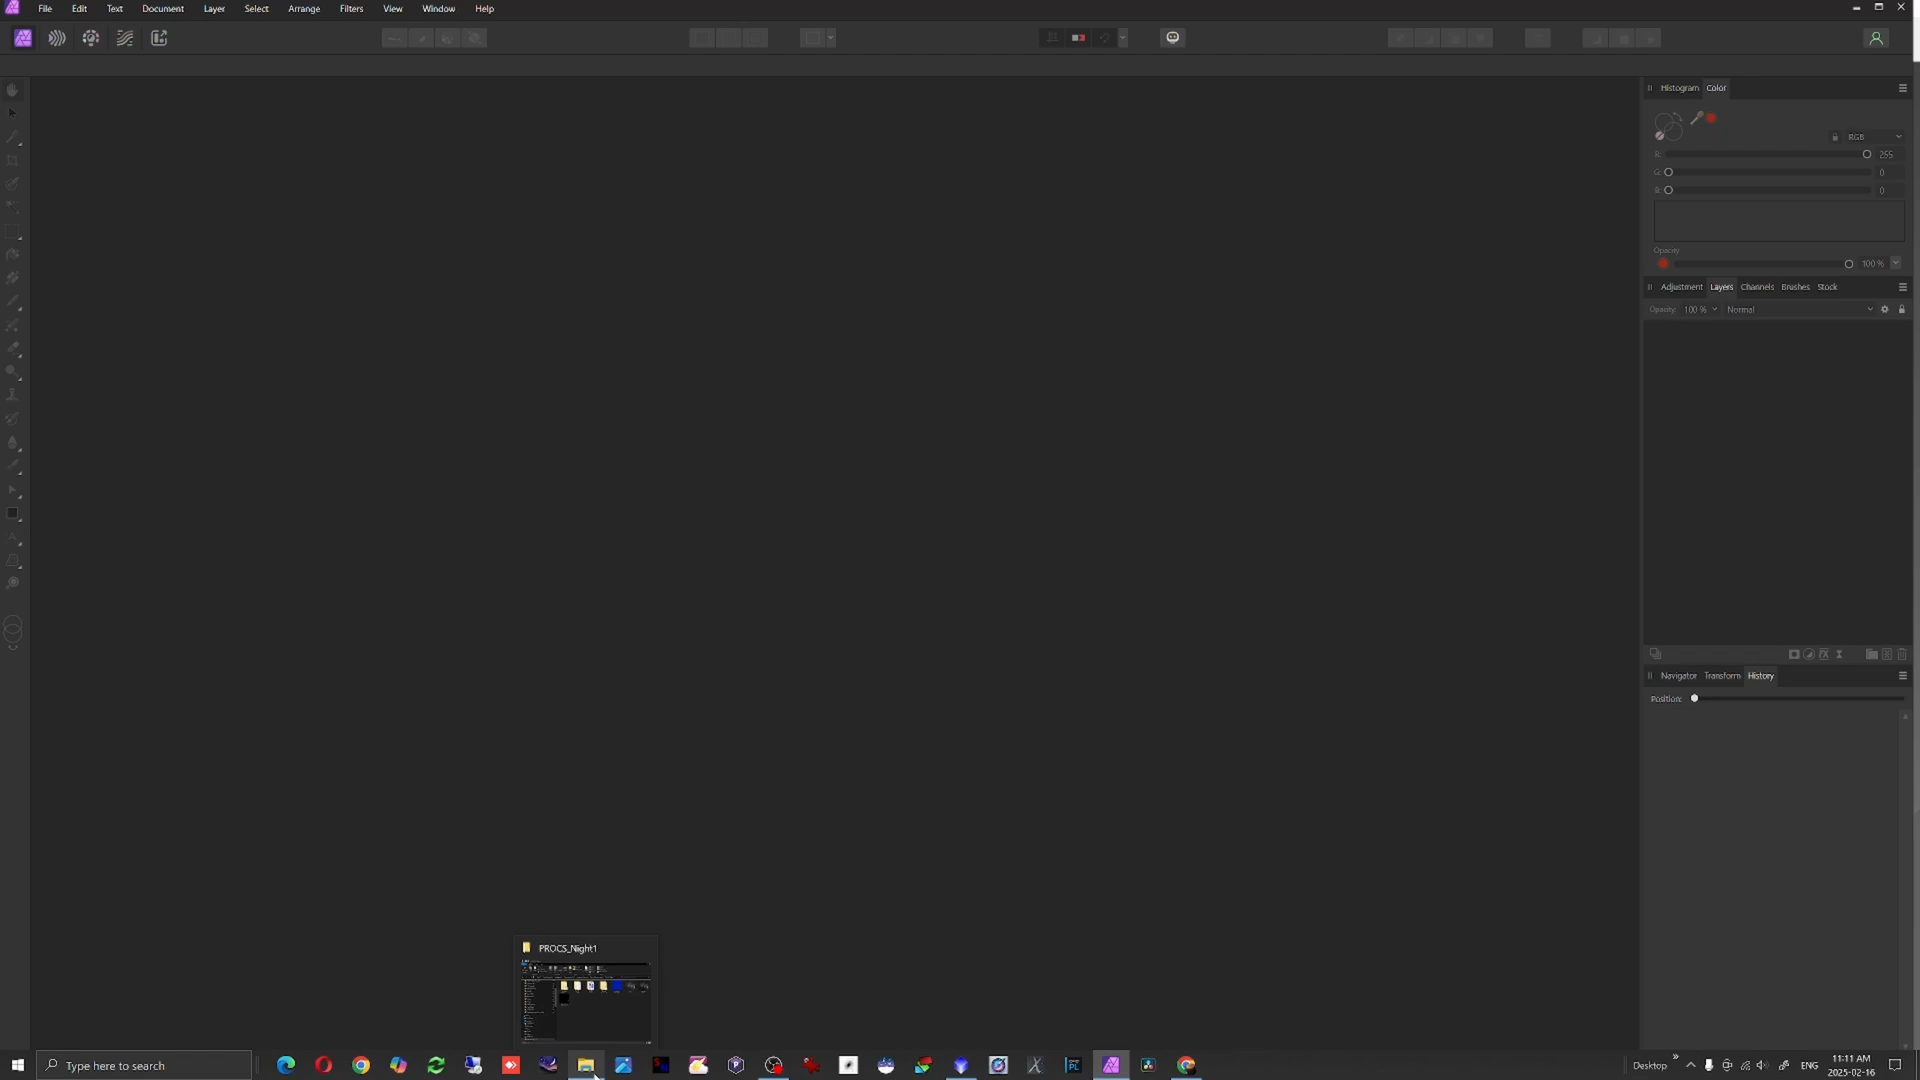 File Edit Text Document Layer Select Arrange Filters View Window Help
Histogram Color
RGB
R: 255
G: 0
B: 0
Opacity
100 %
Adjustment Layers Channels Brushes Stock
Opacity: 100 % Normal
Navigator Transform History
Position:
PROCS_Night1
Type here to search
PL
Desktop
ENG
11:11 AM
2025-02-16